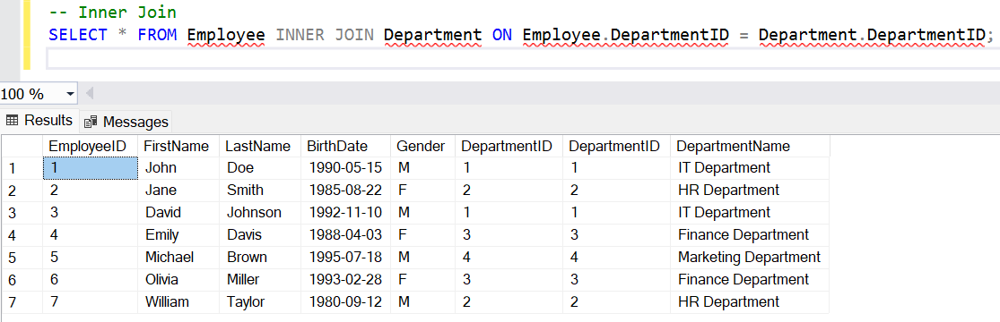 -- Inner Join
SELECT * FROM Employee INNER JOIN Department ON Employee.DepartmentID = Department.DepartmentID;
100 %
Results Messages
EmployeeID FirstName LastName BirthDate Gender DepartmentID DepartmentID DepartmentName
1 1 John Doe 1990-05-15 M 1 1 IT Department
2 2 Jane Smith 1985-08-22 F 2 2 HR Department
3 3 David Johnson 1992-11-10 M 1 1 IT Department
4 4 Emily Davis 1988-04-03 F 3 3 Finance Department
5 5 Michael Brown 1995-07-18 M 4 4 Marketing Department
6 6 Olivia Miller 1993-02-28 F 3 3 Finance Department
7 7 William Taylor 1980-09-12 M 2 2 HR Department